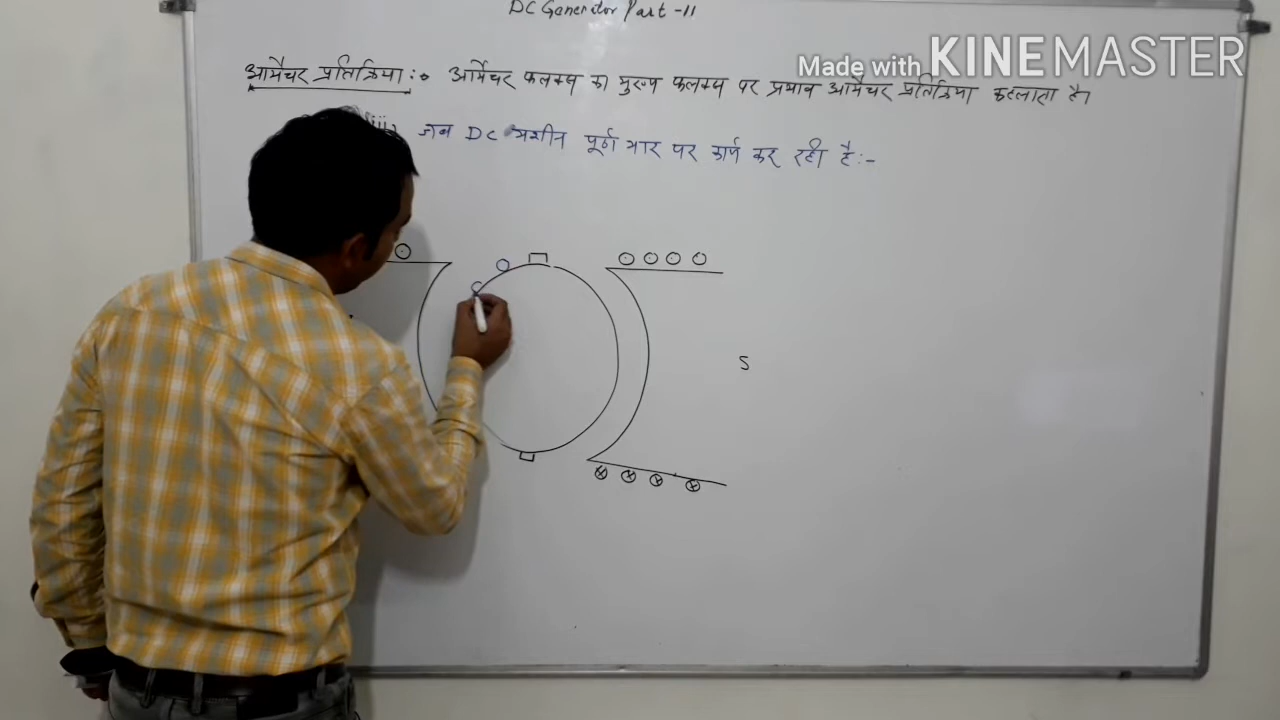 DC Generator Part -11
Made with KINEMASTER
आर्मेचर प्रतिक्रिया :- आर्मेचर फ्लक्स का मुख्य फ्लक्स पर प्रभाव आर्मेचर प्रतिक्रिया कहलाता है।
जब DC मशीन पूर्ण भार पर कार्य कर रही है :-
S